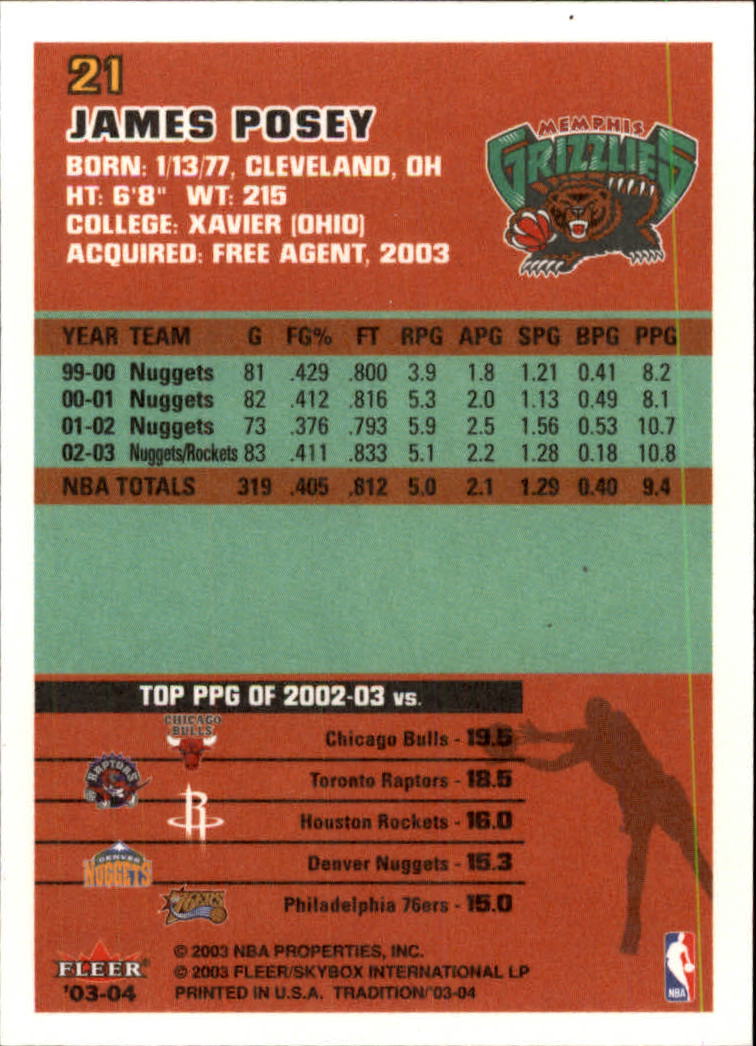 21
JAMES POSEY
BORN: 1/13/77, CLEVELAND, OH
HT: 6'8" WT: 215
COLLEGE: XAVIER (OHIO)
ACQUIRED: FREE AGENT, 2003
MEMPHIS
GRIZZLIES
YEAR TEAM G FG% FT RPG APG SPG BPG PPG
99-00 Nuggets 81 .429 .800 3.9 1.8 1.21 0.41 8.2
00-01 Nuggets 82 .412 .816 5.3 2.0 1.13 0.49 8.1
01-02 Nuggets 73 .376 .793 5.9 2.5 1.56 0.53 10.7
02-03 Nuggets/Rockets 83 .411 .833 5.1 2.2 1.28 0.18 10.8
NBA TOTALS 319 .405 .812 5.0 2.1 1.29 0.40 9.4
TOP PPG OF 2002-03 vs.
CHICAGO
BULLS
Chicago Bulls - 19.5
RAPTORS
Toronto Raptors - 18.5
R
Houston Rockets - 16.0
DENVER
NUGGETS
Denver Nuggets - 15.3
76ERS
Philadelphia 76ers - 15.0
FLEER®
'03-04
© 2003 NBA PROPERTIES, INC.
© 2003 FLEER/SKYBOX INTERNATIONAL LP
PRINTED IN U.S.A. TRADITION/'03-04
NBA